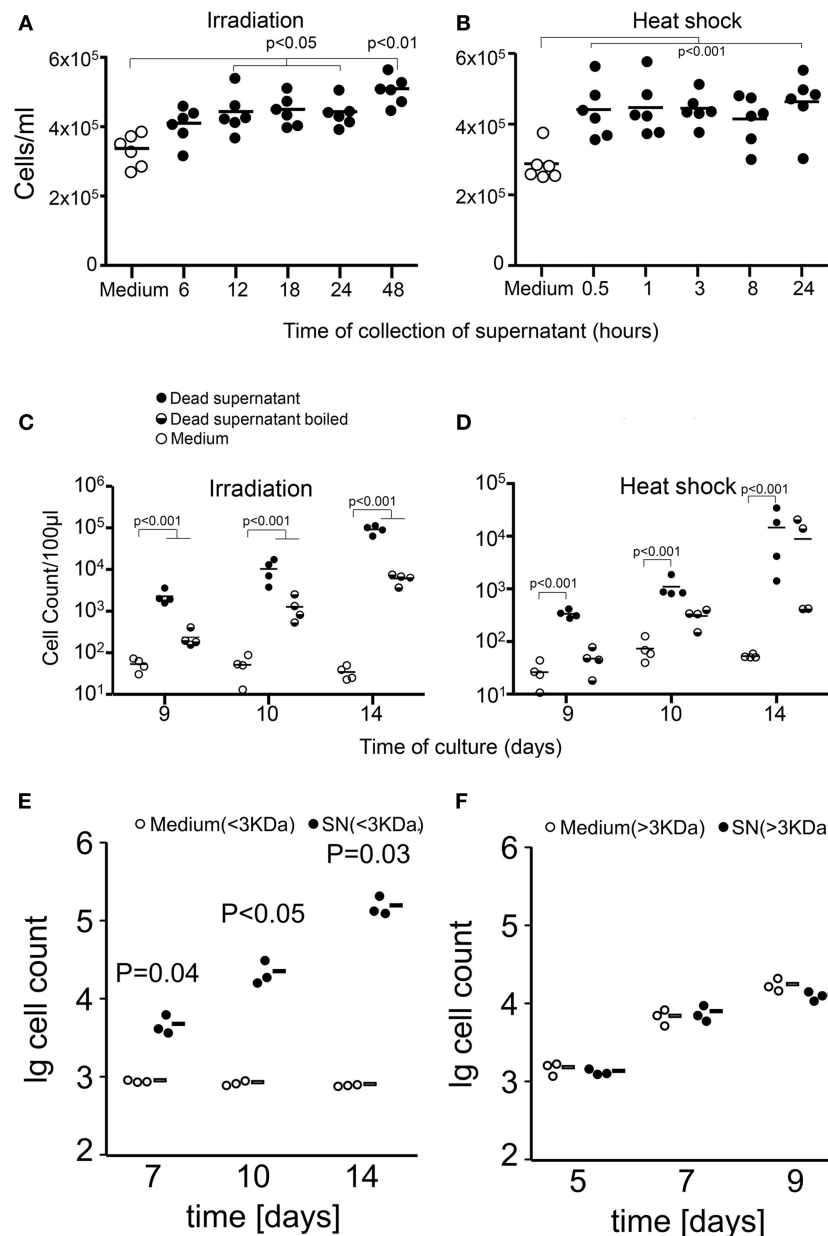 A
Irradiation
p<0.05
p<0.01
6x10⁵
4x10⁵
2x10⁵
0
Cells/ml
Medium 6 12 18 24 48
B
Heat shock
p<0.001
6x10⁵
4x10⁵
2x10⁵
0
Medium 0.5 1 3 8 24
Time of collection of supernatant (hours)
Dead supernatant
Dead supernatant boiled
Medium
C
Irradiation
p<0.001
p<0.001
p<0.001
10⁶
10⁵
10⁴
10³
10²
10¹
Cell Count/100µl
9 10 14
D
Heat shock
p<0.001
p<0.001
p<0.001
10⁵
10⁴
10³
10²
10¹
9 10 14
Time of culture (days)
E
Medium(<3KDa) SN(<3KDa)
P=0.03
P<0.05
P=0.04
6
5
4
3
2
lg cell count
7 10 14
time [days]
F
Medium(>3KDa) SN(>3KDa
6
5
4
3
2
lg cell count
5 7 9
time [days]